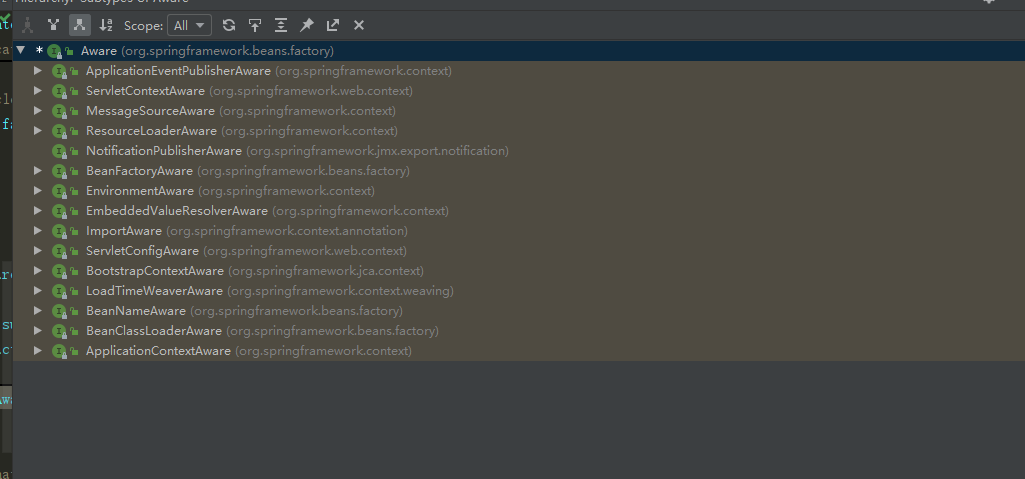 Hierarchy: Subtypes of Aware
Scope: All
* Aware (org.springframework.beans.factory)
ApplicationEventPublisherAware (org.springframework.context)
ServletContextAware (org.springframework.web.context)
MessageSourceAware (org.springframework.context)
ResourceLoaderAware (org.springframework.context)
NotificationPublisherAware (org.springframework.jmx.export.notification)
BeanFactoryAware (org.springframework.beans.factory)
EnvironmentAware (org.springframework.context)
EmbeddedValueResolverAware (org.springframework.context)
ImportAware (org.springframework.context.annotation)
ServletConfigAware (org.springframework.web.context)
BootstrapContextAware (org.springframework.jca.context)
LoadTimeWeaverAware (org.springframework.context.weaving)
BeanNameAware (org.springframework.beans.factory)
BeanClassLoaderAware (org.springframework.beans.factory)
ApplicationContextAware (org.springframework.context)